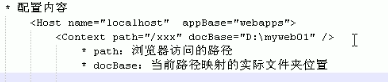 * 配置内容
<Host name="localhost" appBase="webapps">
<Context path="/xxx" docBase="D:\myweb01" />
* path: 浏览器访问的路径
* docBase: 当前路径映射的实际文件夹位置